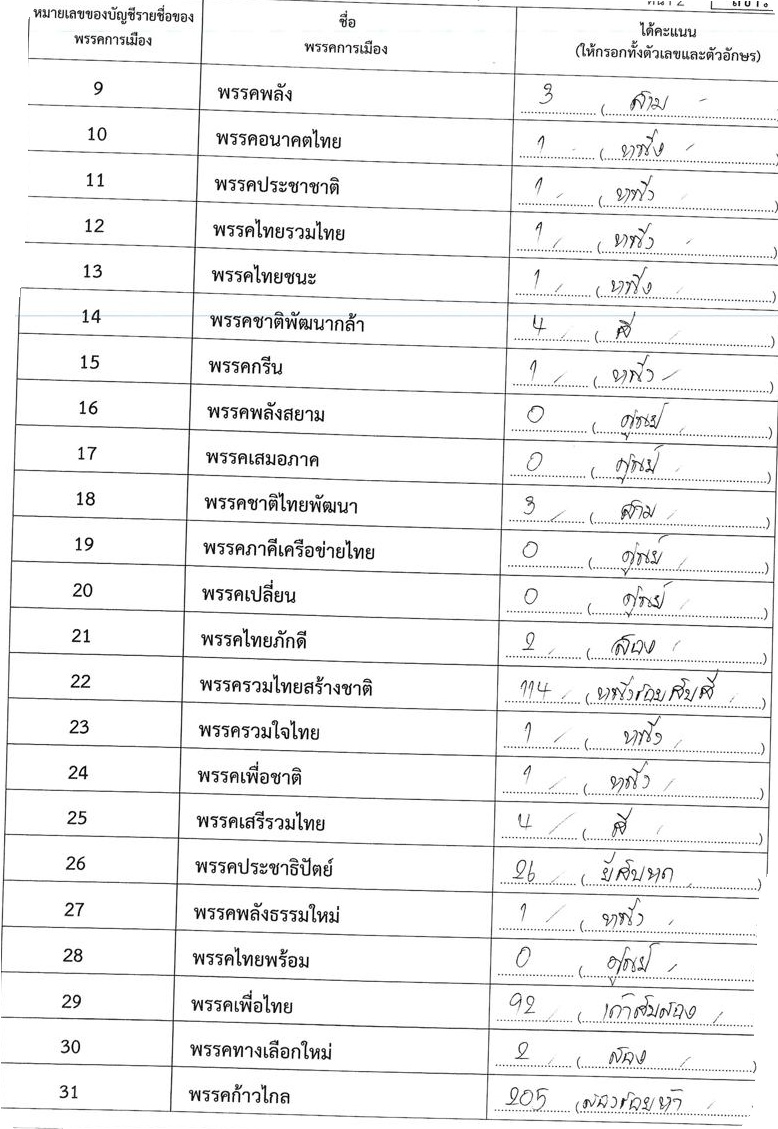 หมายเลขของบัญชีรายชื่อของ
พรรคการเมือง
ชื่อ
พรรคการเมือง
ได้คะแนน
(ให้กรอกทั้งตัวเลขและตัวอักษร)
9 พรรคพลัง 3 (สาม)
10 พรรคอนาคตไทย 1 (หนึ่ง)
11 พรรคประชาชาติ 1 (หนึ่ง)
12 พรรคไทยรวมไทย 1 (หนึ่ง)
13 พรรคไทยชนะ 1 (หนึ่ง)
14 พรรคชาติพัฒนากล้า 4 (สี่)
15 พรรคกรีน 1 (หนึ่ง)
16 พรรคพลังสยาม 0 (ศูนย์)
17 พรรคเสมอภาค 0 (ศูนย์)
18 พรรคชาติไทยพัฒนา 3 (สาม)
19 พรรคภาคีเครือข่ายไทย 0 (ศูนย์)
20 พรรคเปลี่ยน 0 (ศูนย์)
21 พรรคไทยภักดี 2 (สอง)
22 พรรครวมไทยสร้างชาติ 114 (หนึ่งร้อยสิบสี่)
23 พรรครวมใจไทย 1 (หนึ่ง)
24 พรรคเพื่อชาติ 1 (หนึ่ง)
25 พรรคเสรีรวมไทย 4 (สี่)
26 พรรคประชาธิปัตย์ 26 (ยี่สิบหก)
27 พรรคพลังธรรมใหม่ 1 (หนึ่ง)
28 พรรคไทยพร้อม 0 (ศูนย์)
29 พรรคเพื่อไทย 92 (เก้าสิบสอง)
30 พรรคทางเลือกใหม่ 2 (สอง)
31 พรรคก้าวไกล 205 (สองร้อยห้า)